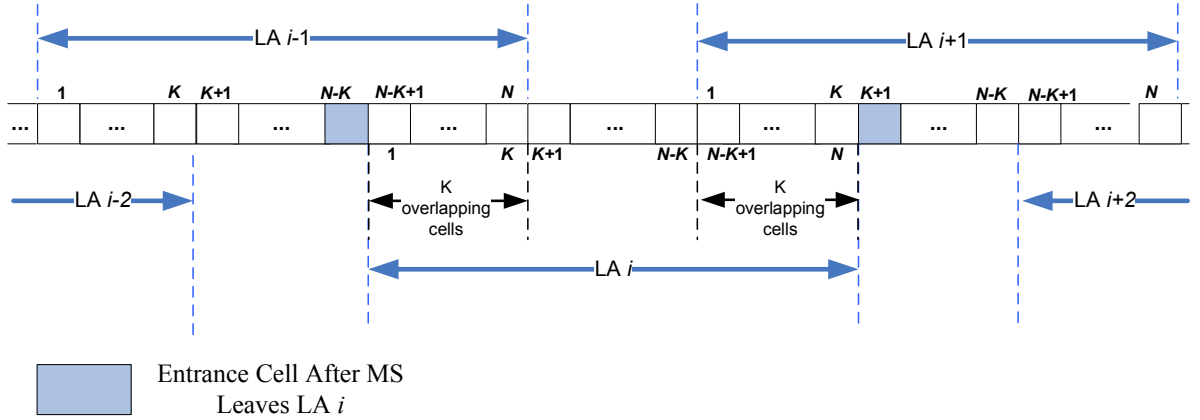 LA i-1
LA i+1
1 K K+1 N-K N-K+1 N 1 K K+1 N-K N-K+1 N
... ... ... ... ... ... ... ...
1 K K+1 N-K N-K+1 N
LA i-2
K
overlapping
cells
K
overlapping
cells
LA i+2
LA i
Entrance Cell After MS
Leaves LA i